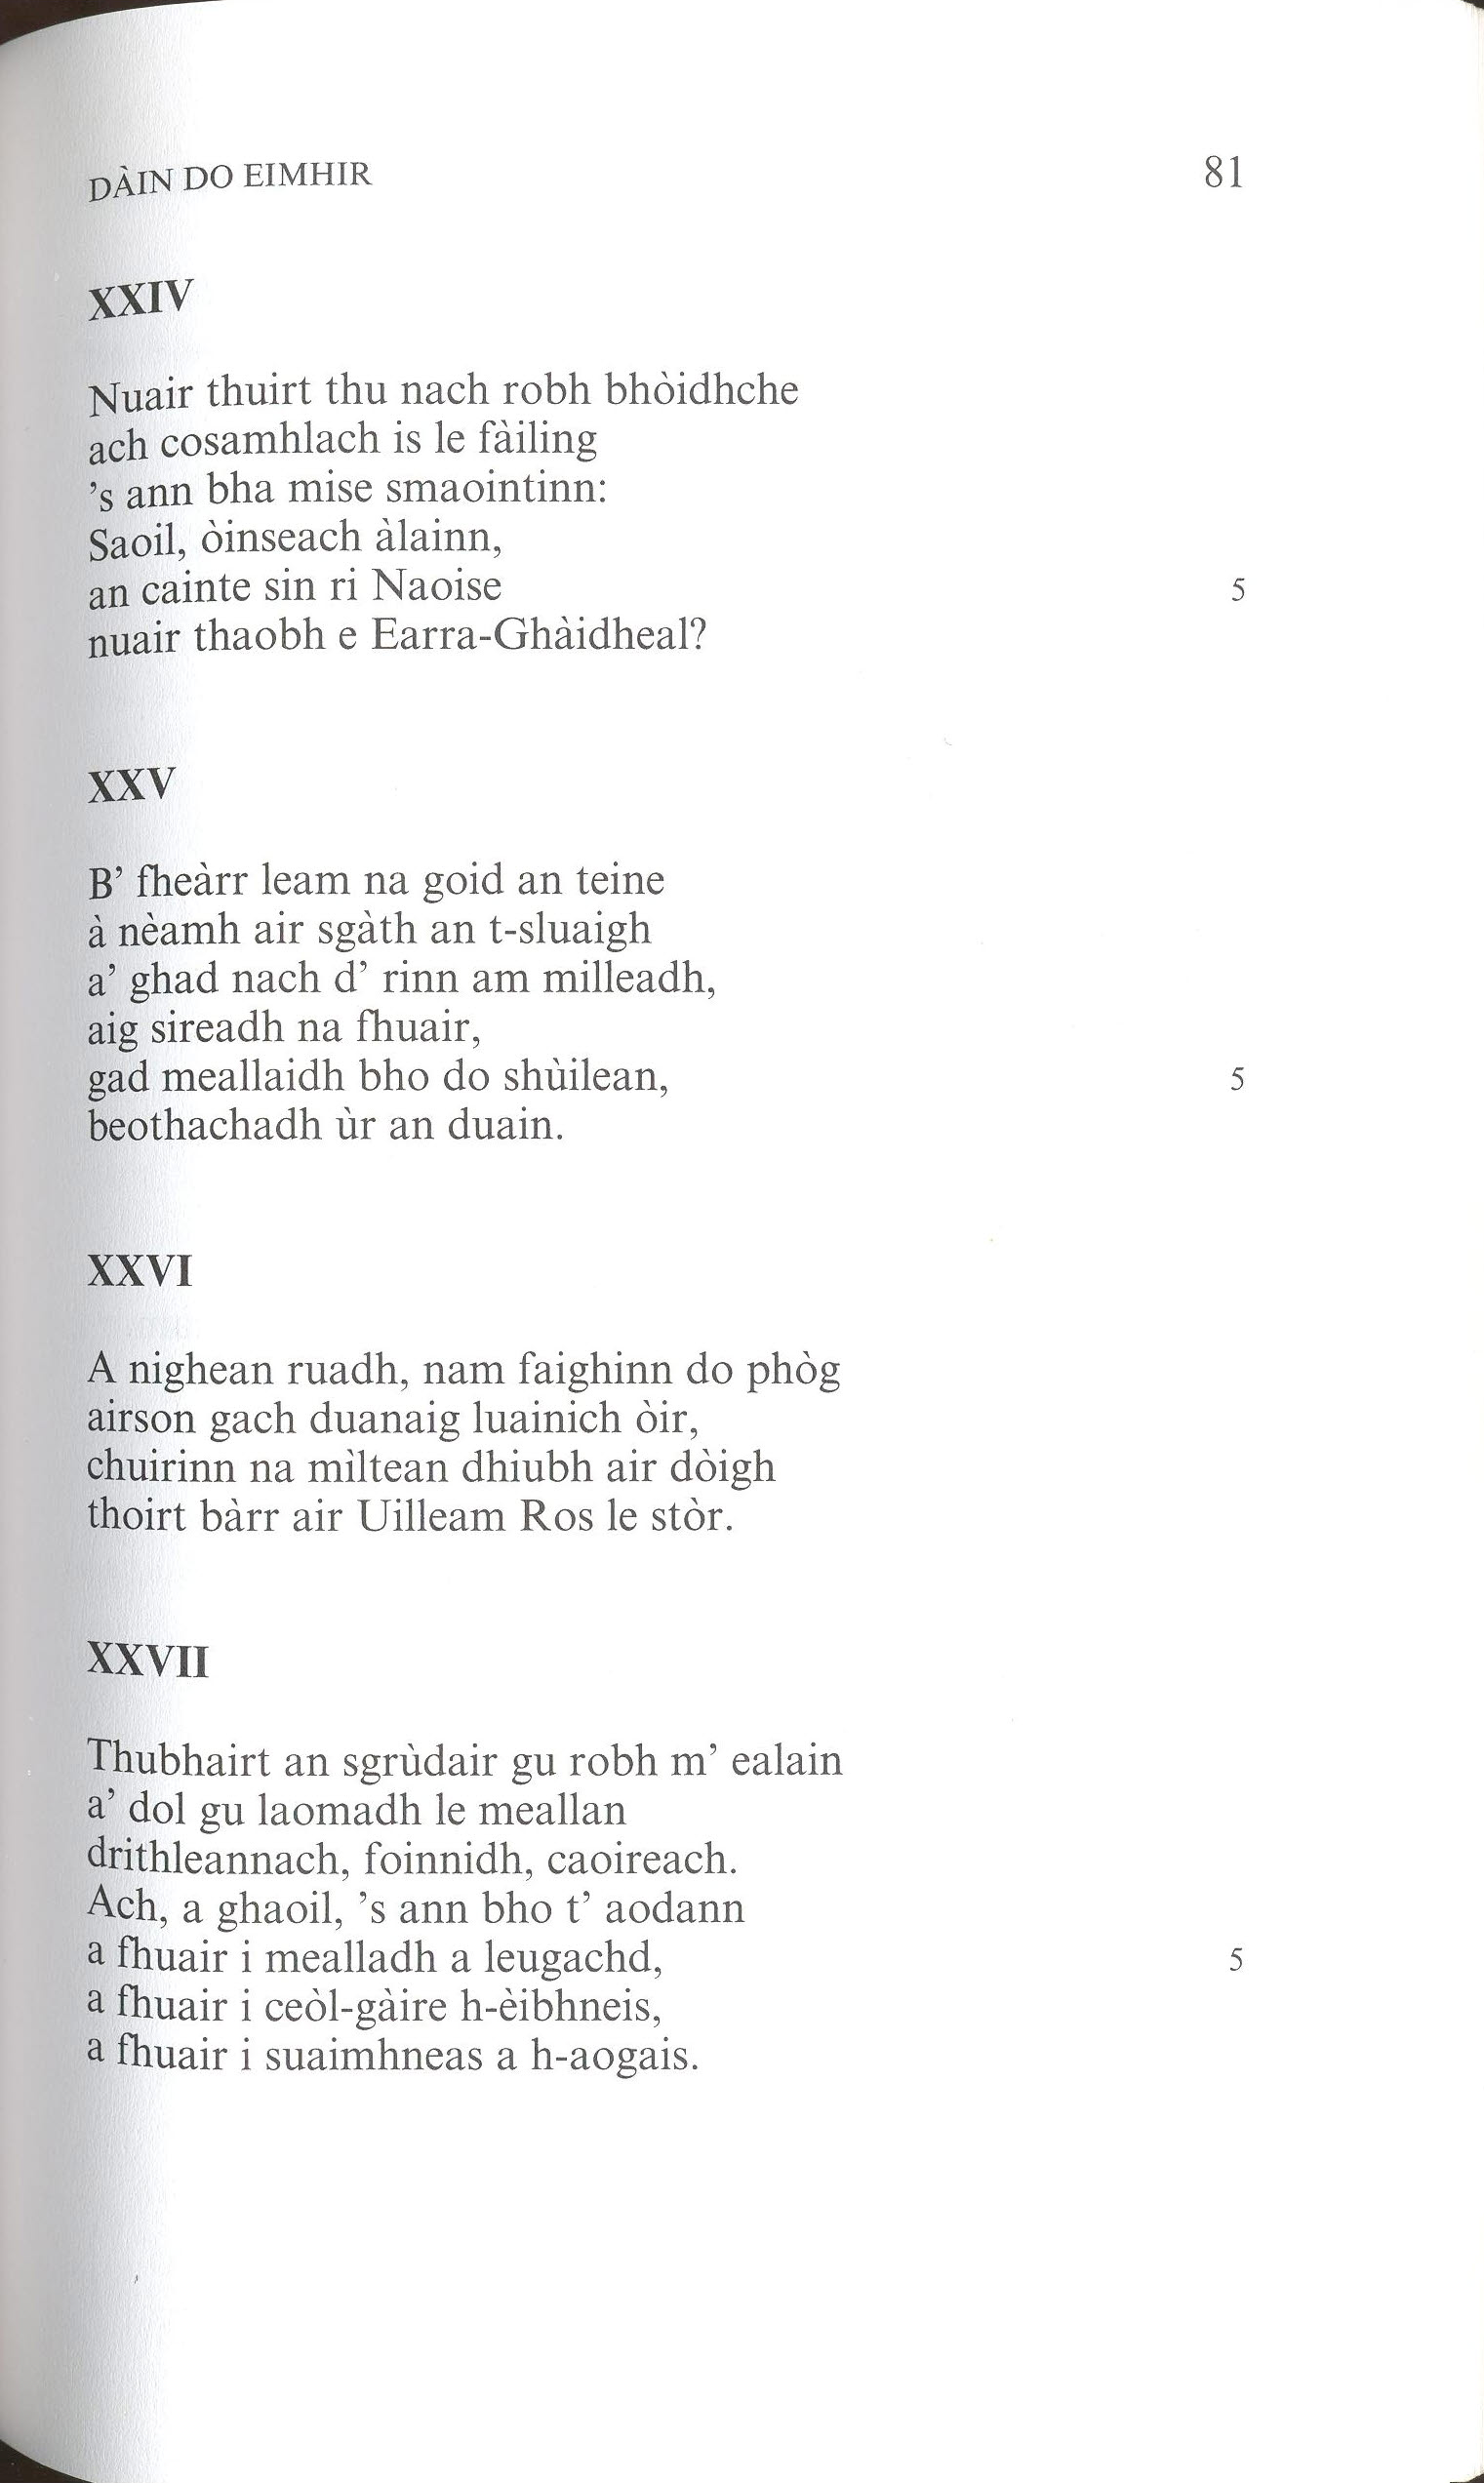 DÀIN DO EIMHIR 81
XXIV
Nuair thuirt thu nach robh bhòidhche
ach cosamhlach is le fàiling
’s ann bha mise smaointinn:
Saoil, òinseach àlainn,
an cainte sin ri Naoise 5
nuair thaobh e Earra-Ghàidheal?
XXV
B’ fheàrr leam na goid an teine
à nèamh air sgàth an t-sluaigh
a’ ghad nach d’ rinn am milleadh,
aig sireadh na fhuair,
gad meallaidh bho do shùilean, 5
beothachadh ùr an duain.
XXVI
A nighean ruadh, nam faighinn do phòg
airson gach duanaig luainich òir,
chuirinn na mìltean dhiubh air dòigh
thoirt bàrr air Uilleam Ros le stòr.
XXVII
Thubhairt an sgrùdair gu robh m’ ealain
a’ dol gu laomadh le meallan
drithleannach, foinnidh, caoireach.
Ach, a ghaoil, ’s ann bho t’ aodann
a fhuair i mealladh a leugachd, 5
a fhuair i ceòl-gàire h-èibhneis,
a fhuair i suaimhneas a h-aogais.